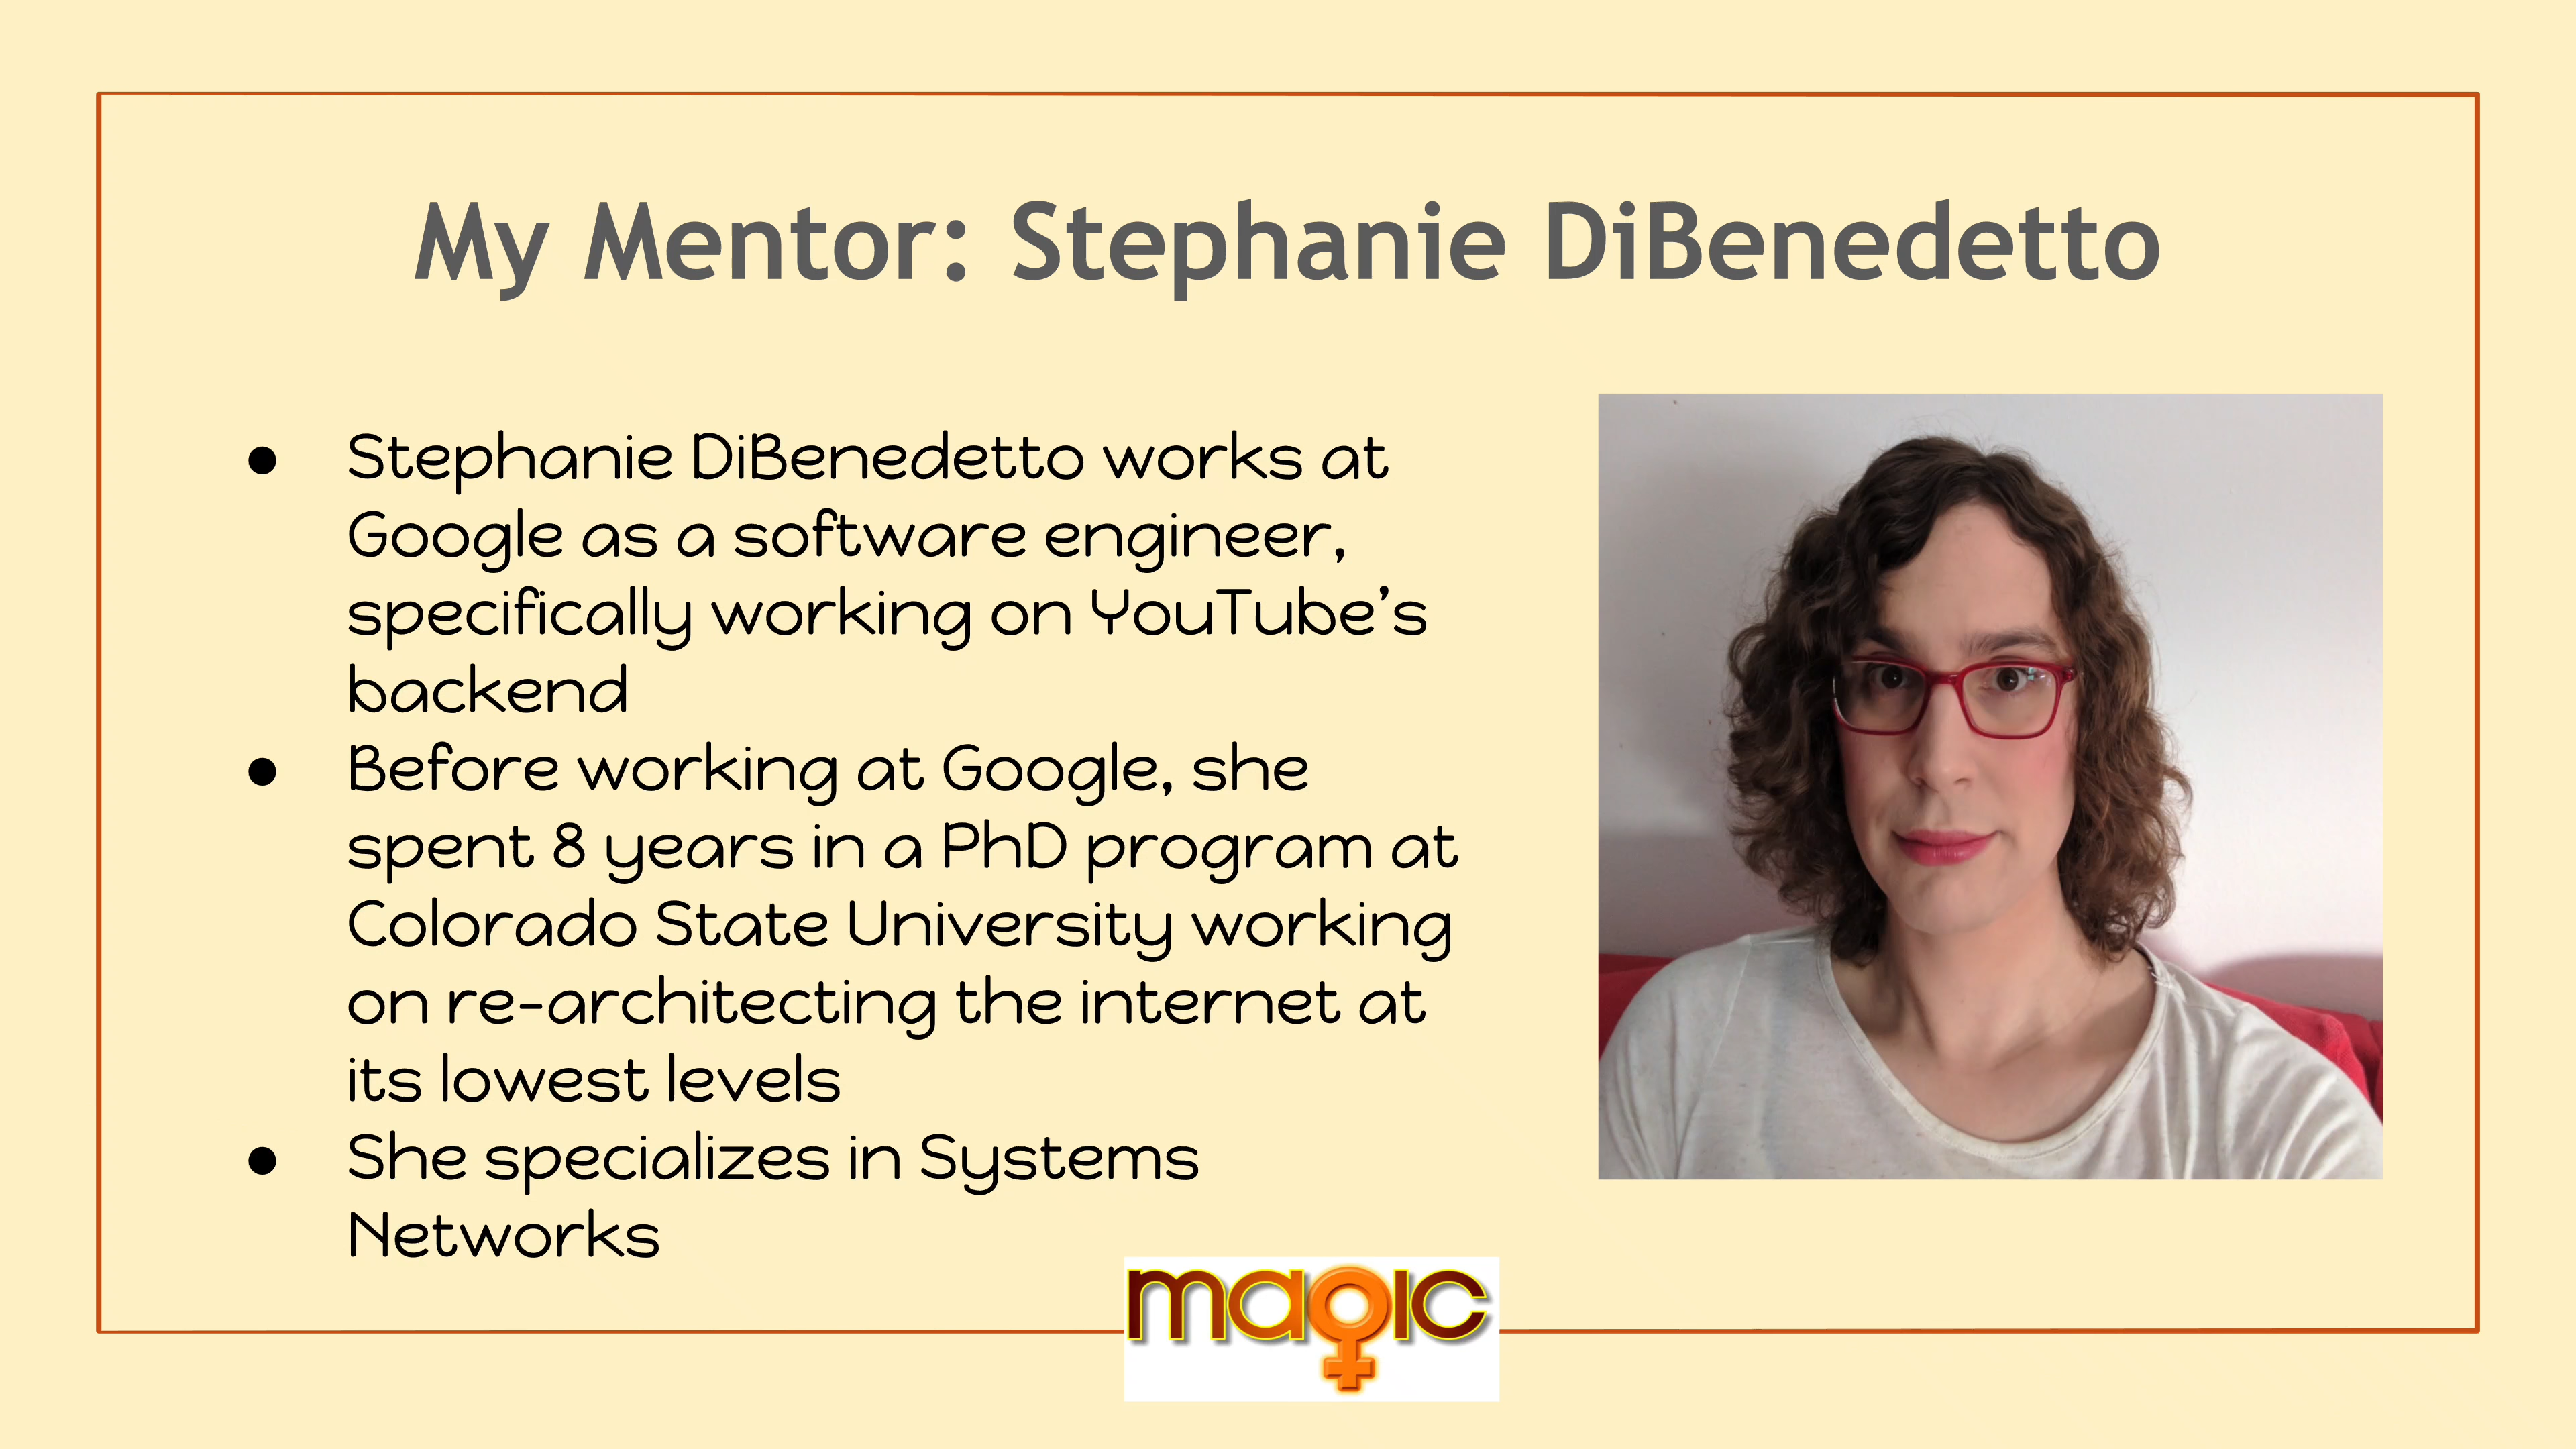 My Mentor: Stephanie DiBenedetto
● Stephanie DiBenedetto works at
Google as a software engineer,
specifically working on YouTube’s
backend
● Before working at Google, she
spent 8 years in a PhD program at
Colorado State University working
on re-architecting the internet at
its lowest levels
● She specializes in Systems
Networks
magic